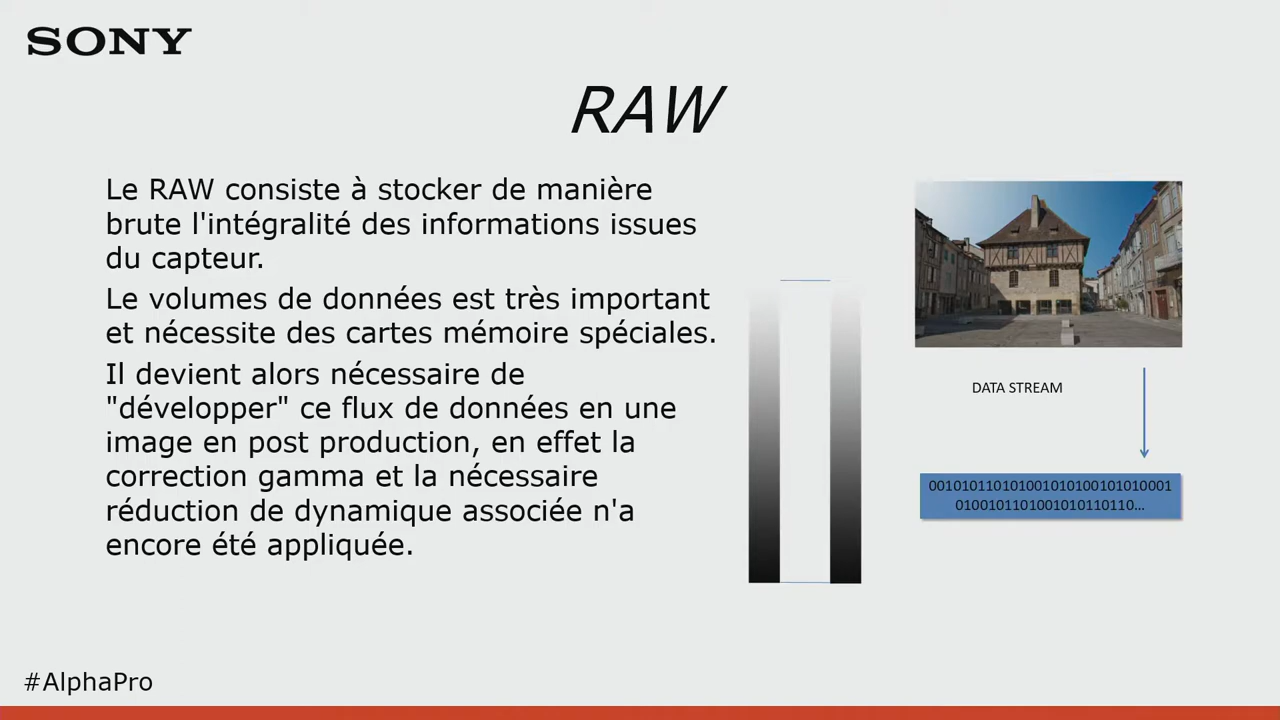 SONY
RAW
Le RAW consiste à stocker de manière
brute l'intégralité des informations issues
du capteur.
Le volumes de données est très important
et nécessite des cartes mémoire spéciales.
Il devient alors nécessaire de
"développer" ce flux de données en une
image en post production, en effet la
correction gamma et la nécessaire
réduction de dynamique associée n'a
encore été appliquée.
DATA STREAM
00101011010100101010010101010001
0100101101001010110110...
#AlphaPro